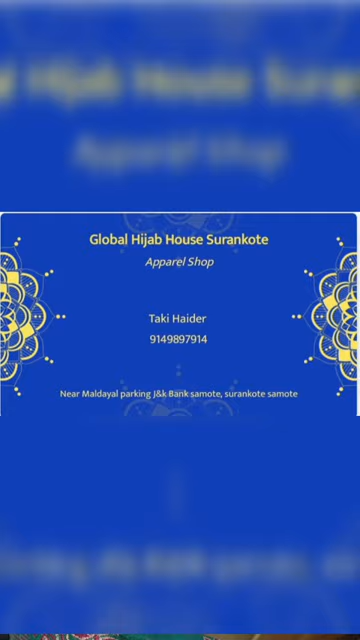 Global Hijab House Surankote
Apparel Shop
Taki Haider
9149897914
Near Maldayal parking J&k Bank samote, surankote samote